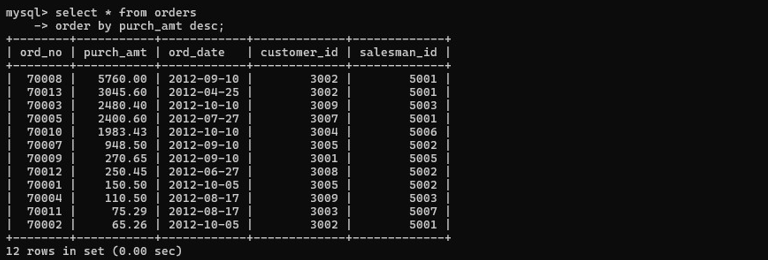 mysql> select * from orders
    -> order by purch_amt desc;
+--------+-----------+------------+-------------+-------------+
| ord_no | purch_amt | ord_date   | customer_id | salesman_id |
+--------+-----------+------------+-------------+-------------+
|  70008 |   5760.00 | 2012-09-10 |        3002 |        5001 |
|  70013 |   3045.60 | 2012-04-25 |        3002 |        5001 |
|  70003 |   2480.40 | 2012-10-10 |        3009 |        5003 |
|  70005 |   2400.60 | 2012-07-27 |        3007 |        5001 |
|  70010 |   1983.43 | 2012-10-10 |        3004 |        5006 |
|  70007 |    948.50 | 2012-09-10 |        3005 |        5002 |
|  70009 |    270.65 | 2012-09-10 |        3001 |        5005 |
|  70012 |    250.45 | 2012-06-27 |        3008 |        5002 |
|  70001 |    150.50 | 2012-10-05 |        3005 |        5002 |
|  70004 |    110.50 | 2012-08-17 |        3009 |        5003 |
|  70011 |     75.29 | 2012-08-17 |        3003 |        5007 |
|  70002 |     65.26 | 2012-10-05 |        3002 |        5001 |
+--------+-----------+------------+-------------+-------------+
12 rows in set (0.00 sec)